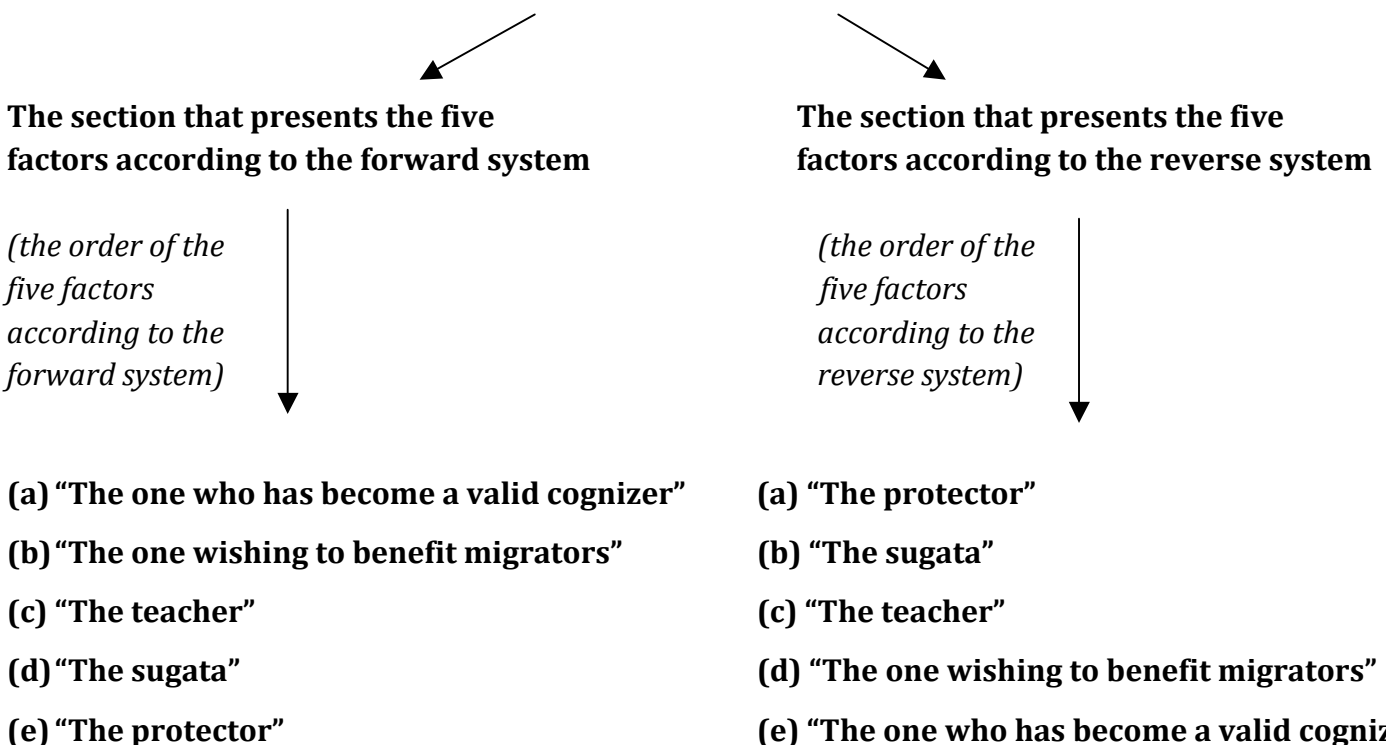 The section that presents the five
factors according to the forward system
(the order of the
five factors
according to the
forward system)
(a) “The one who has become a valid cognizer”
(b) “The one wishing to benefit migrators”
(c) “The teacher”
(d) “The sugata”
(e) “The protector”
The section that presents the five
factors according to the reverse system
(the order of the
five factors
according to the
reverse system)
(a) “The protector”
(b) “The sugata”
(c) “The teacher”
(d) “The one wishing to benefit migrators”
(e) “The one who has become a valid